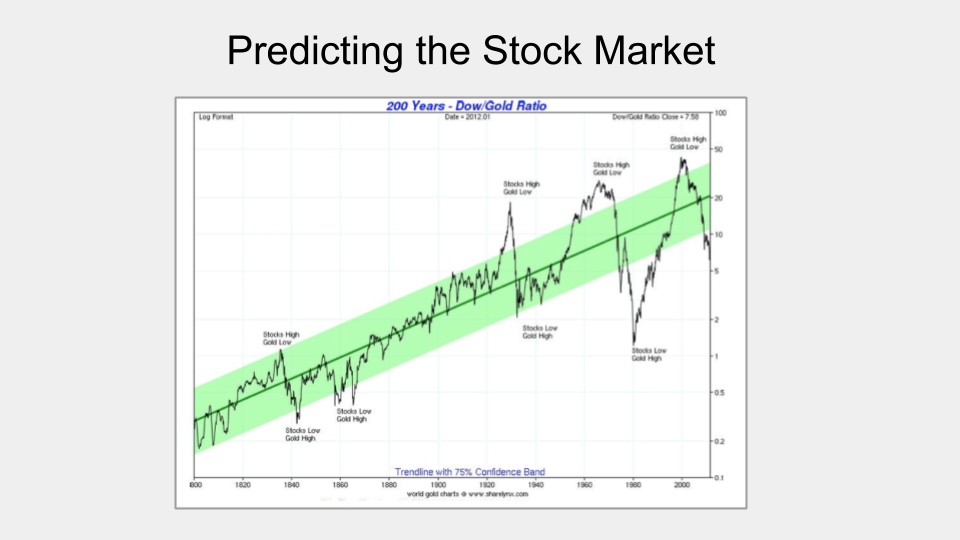 Predicting the Stock Market
200 Years - Dow/Gold Ratio
Log Format
Date = 2012.01
Dow/Gold Ratio Close = 7.58
100
50
20
10
5
2
1
0.5
0.2
0.1
Stocks High
Gold Low
Stocks High
Gold Low
Stocks High
Gold Low
Stocks High
Gold Low
Stocks Low
Gold High
Stocks Low
Gold High
Stocks Low
Gold High
Stocks Low
Gold High
Trendline with 75% Confidence Band
800 1820 1840 1860 1880 1900 1920 1940 1960 1980 2000
world gold charts © www.sharelynx.com